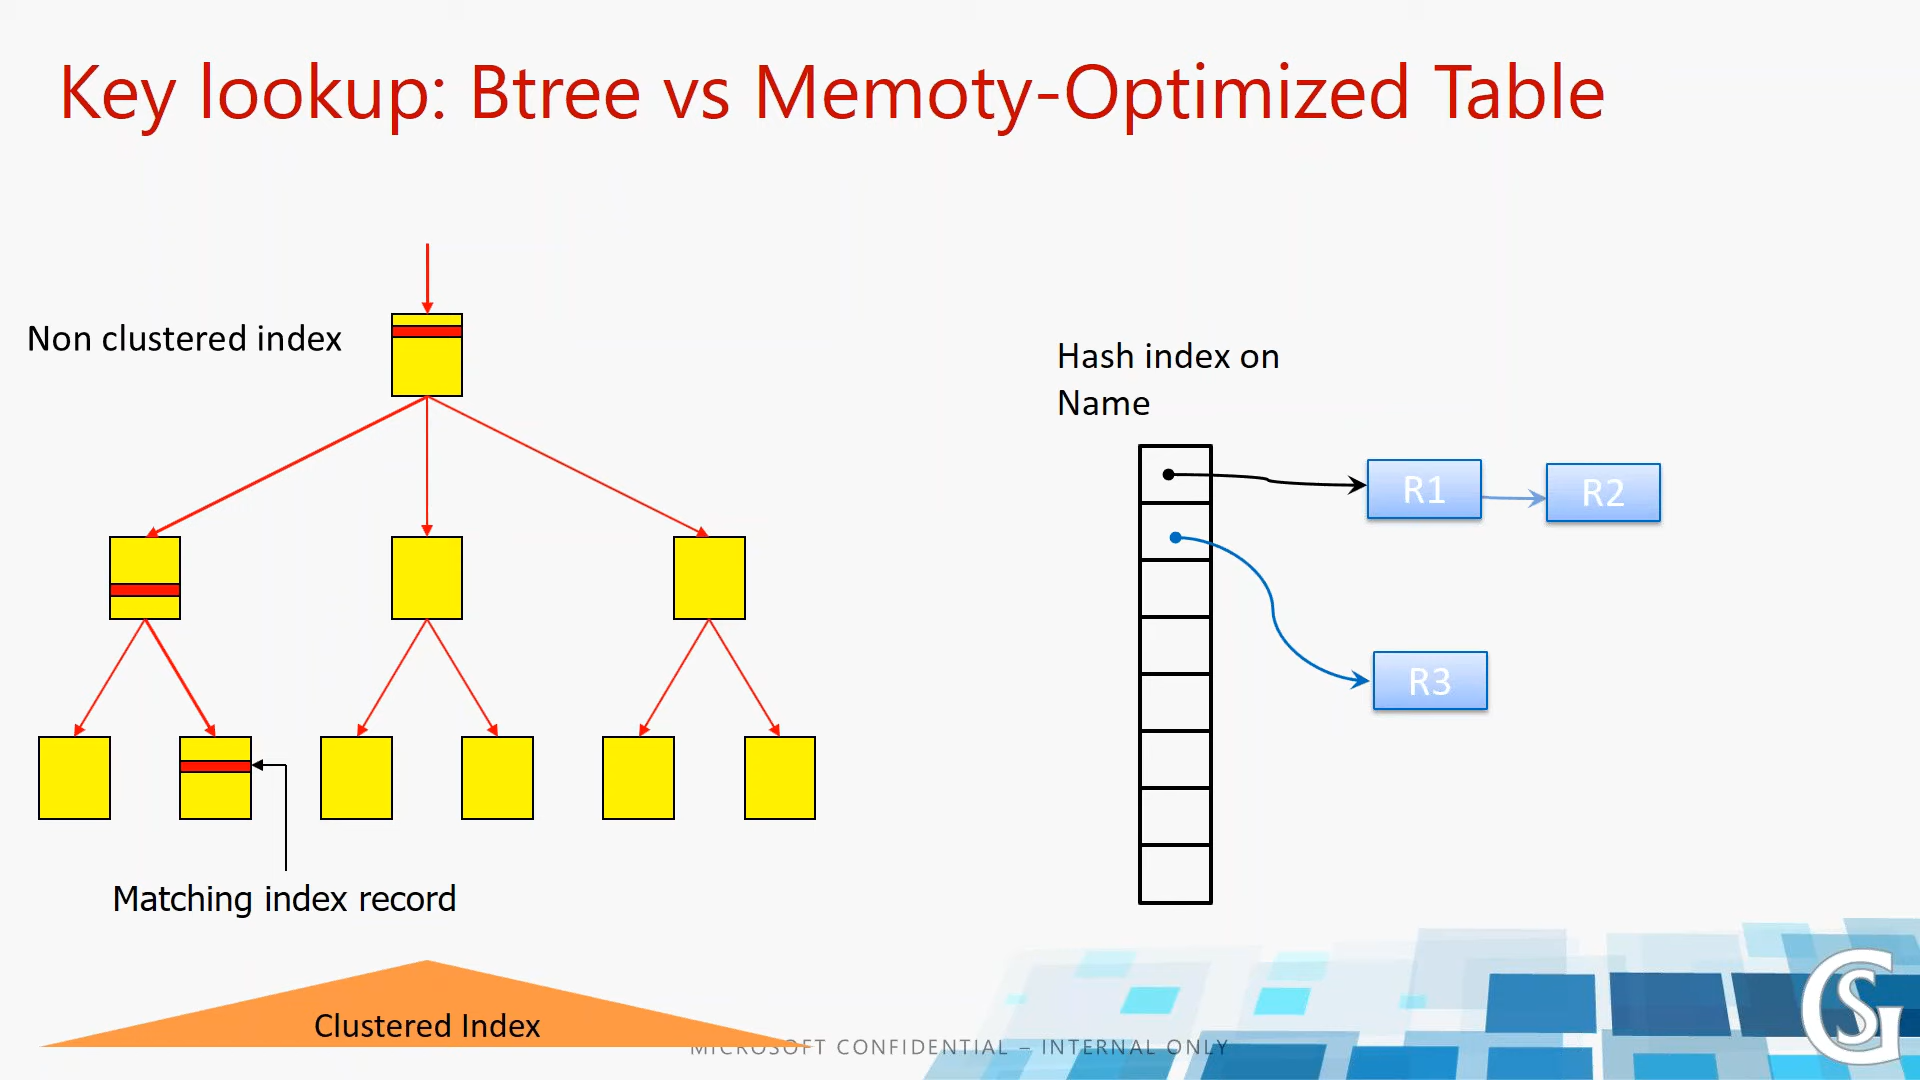 Key lookup: Btree vs Memoty-Optimized Table
Non clustered index
Hash index on
Name
R1
R2
R3
Matching index record
Clustered Index
MICROSOFT CONFIDENTIAL – INTERNAL ONLY
GS